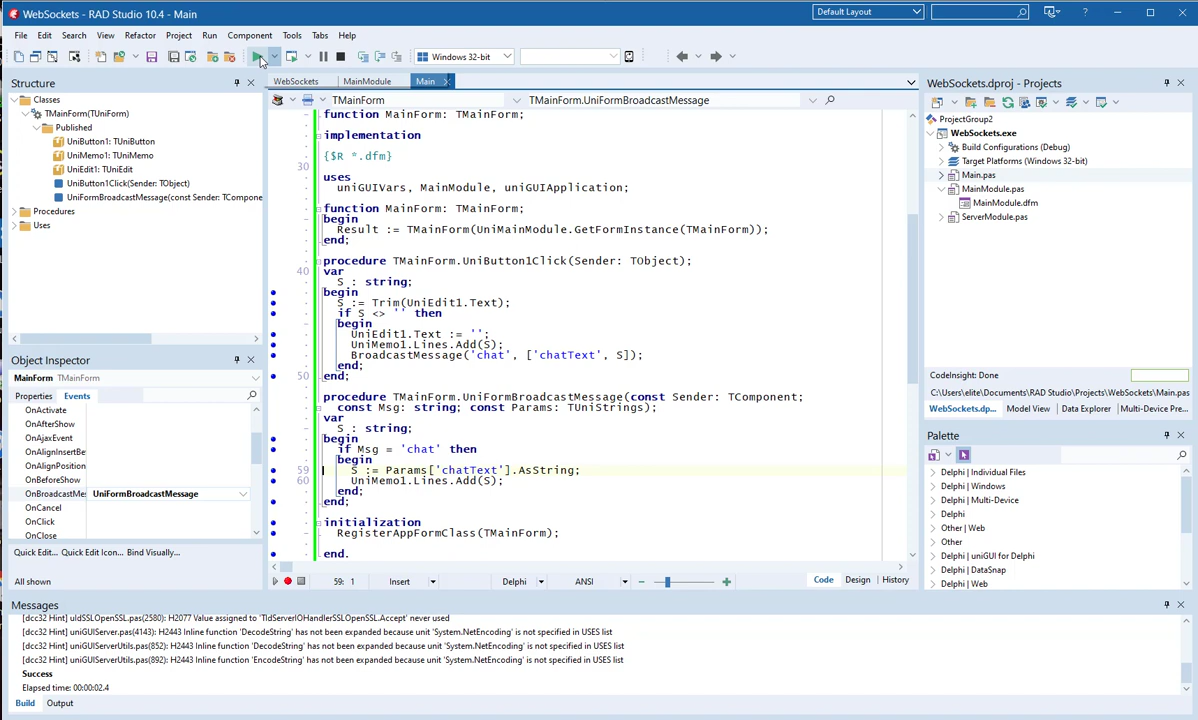 WebSockets - RAD Studio 10.4 - Main
Default Layout
?
File Edit Search View Refactor Project Run Component Tools Tabs Help
Windows 32-bit
Structure
Classes
TMainForm(TUniForm)
Published
UniButton1: TUniButton
UniMemo1: TUniMemo
UniEdit1: TUniEdit
UniButton1Click(Sender: TObject)
UniFormBroadcastMessage(const Sender: TCompone
Procedures
Uses
Object Inspector
MainForm TMainForm
Properties Events
OnActivate
OnAfterShow
OnAjaxEvent
OnAlignInsertBe
OnAlignPosition
OnBeforeShow
OnBroadcastMes UniFormBroadcastMessage
OnCancel
OnClick
OnClose
Quick Edit... Quick Edit Icon... Bind Visually...
All shown
WebSockets MainModule Main
TMainForm TMainForm.UniFormBroadcastMessage
function MainForm: TMainForm;
implementation
{$R *.dfm}
30
uses
uniGUIVars, MainModule, uniGUIApplication;
function MainForm: TMainForm;
begin
Result := TMainForm(UniMainModule.GetFormInstance(TMainForm));
end;
procedure TMainForm.UniButton1Click(Sender: TObject);
40 var
S : string;
begin
S := Trim(UniEdit1.Text);
if S <> '' then
begin
UniEdit1.Text := '';
UniMemo1.Lines.Add(S);
BroadcastMessage('chat', ['chatText', S]);
end;
50 end;
procedure TMainForm.UniFormBroadcastMessage(const Sender: TComponent;
const Msg: string; const Params: TUniStrings);
var
S : string;
begin
if Msg = 'chat' then
begin
59 S := Params['chatText'].AsString;
60 UniMemo1.Lines.Add(S);
end;
end;
initialization
RegisterAppFormClass(TMainForm);
end.
59: 1 Insert Delphi ANSI
Code Design History
WebSockets.dproj - Projects
ProjectGroup2
WebSockets.exe
Build Configurations (Debug)
Target Platforms (Windows 32-bit)
Main.pas
MainModule.pas
MainModule.dfm
ServerModule.pas
CodeInsight: Done
C:\Users\elite\Documents\RAD Studio\Projects\WebSockets\Main.pas
WebSockets.dp... Model View Data Explorer Multi-Device Pre...
Palette
Delphi | Individual Files
Delphi | Windows
Delphi | Multi-Device
Delphi
Other | Web
Other
Delphi | uniGUI for Delphi
Delphi | DataSnap
Delphi | Web
Messages
[dcc32 Hint] uIdSSLOpenSSL.pas(2580): H2077 Value assigned to 'TIdServerIOHandlerSSLOpenSSL.Accept' never used
[dcc32 Hint] uniGUIServer.pas(4143): H2443 Inline function 'DecodeString' has not been expanded because unit 'System.NetEncoding' is not specified in USES list
[dcc32 Hint] uniGUIServerUtils.pas(852): H2443 Inline function 'DecodeString' has not been expanded because unit 'System.NetEncoding' is not specified in USES list
[dcc32 Hint] uniGUIServerUtils.pas(892): H2443 Inline function 'EncodeString' has not been expanded because unit 'System.NetEncoding' is not specified in USES list
Success
Elapsed time: 00:00:02.4
Build Output